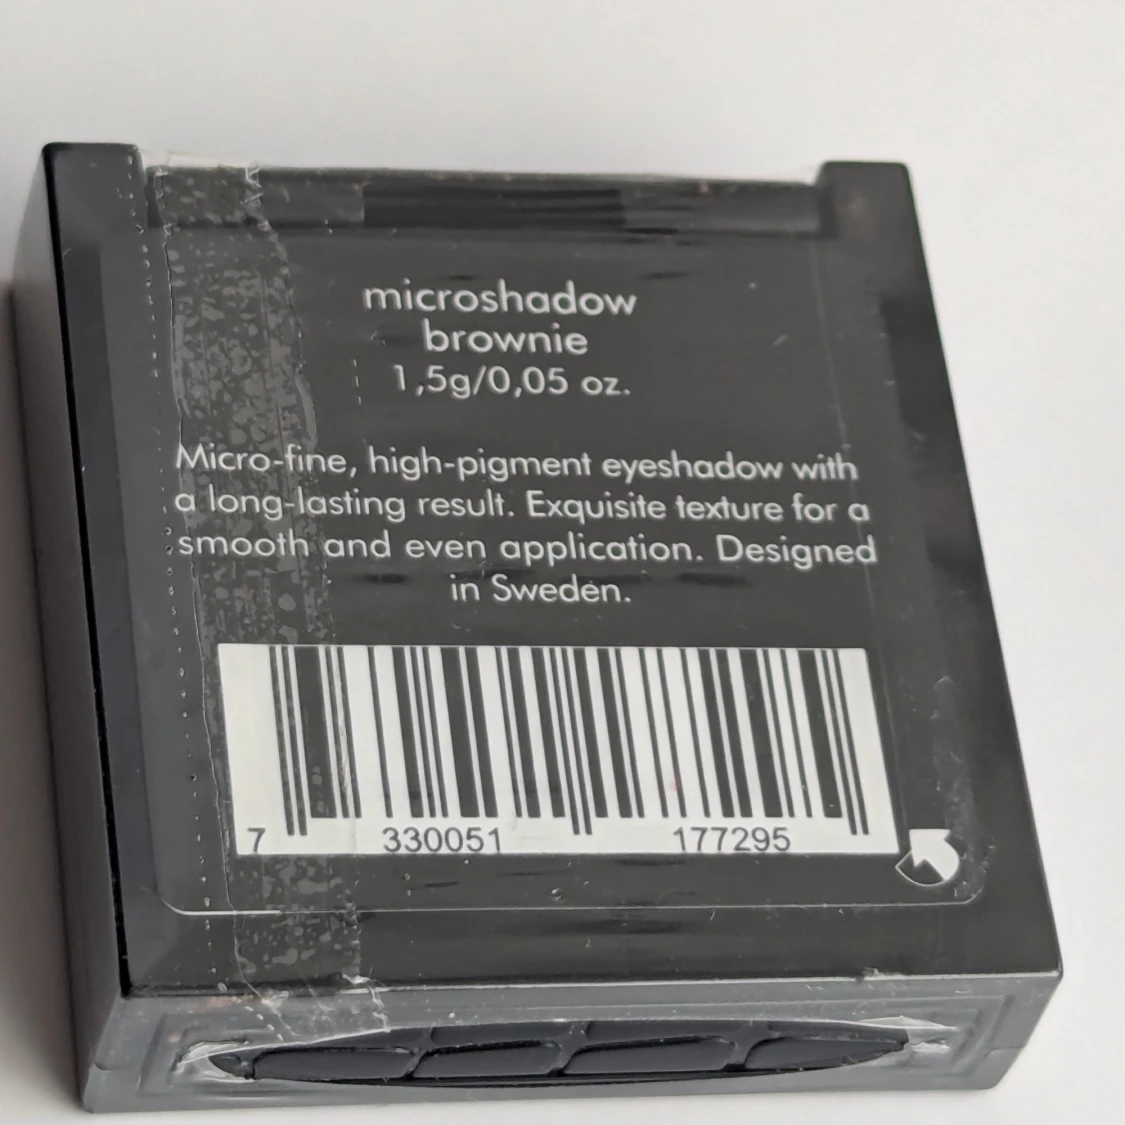 microshadow
brownie
1,5g/0,05 oz.
Micro-fine, high-pigment eyeshadow with
a long-lasting result. Exquisite texture for a
smooth and even application. Designed
in Sweden.
7 330051 177295